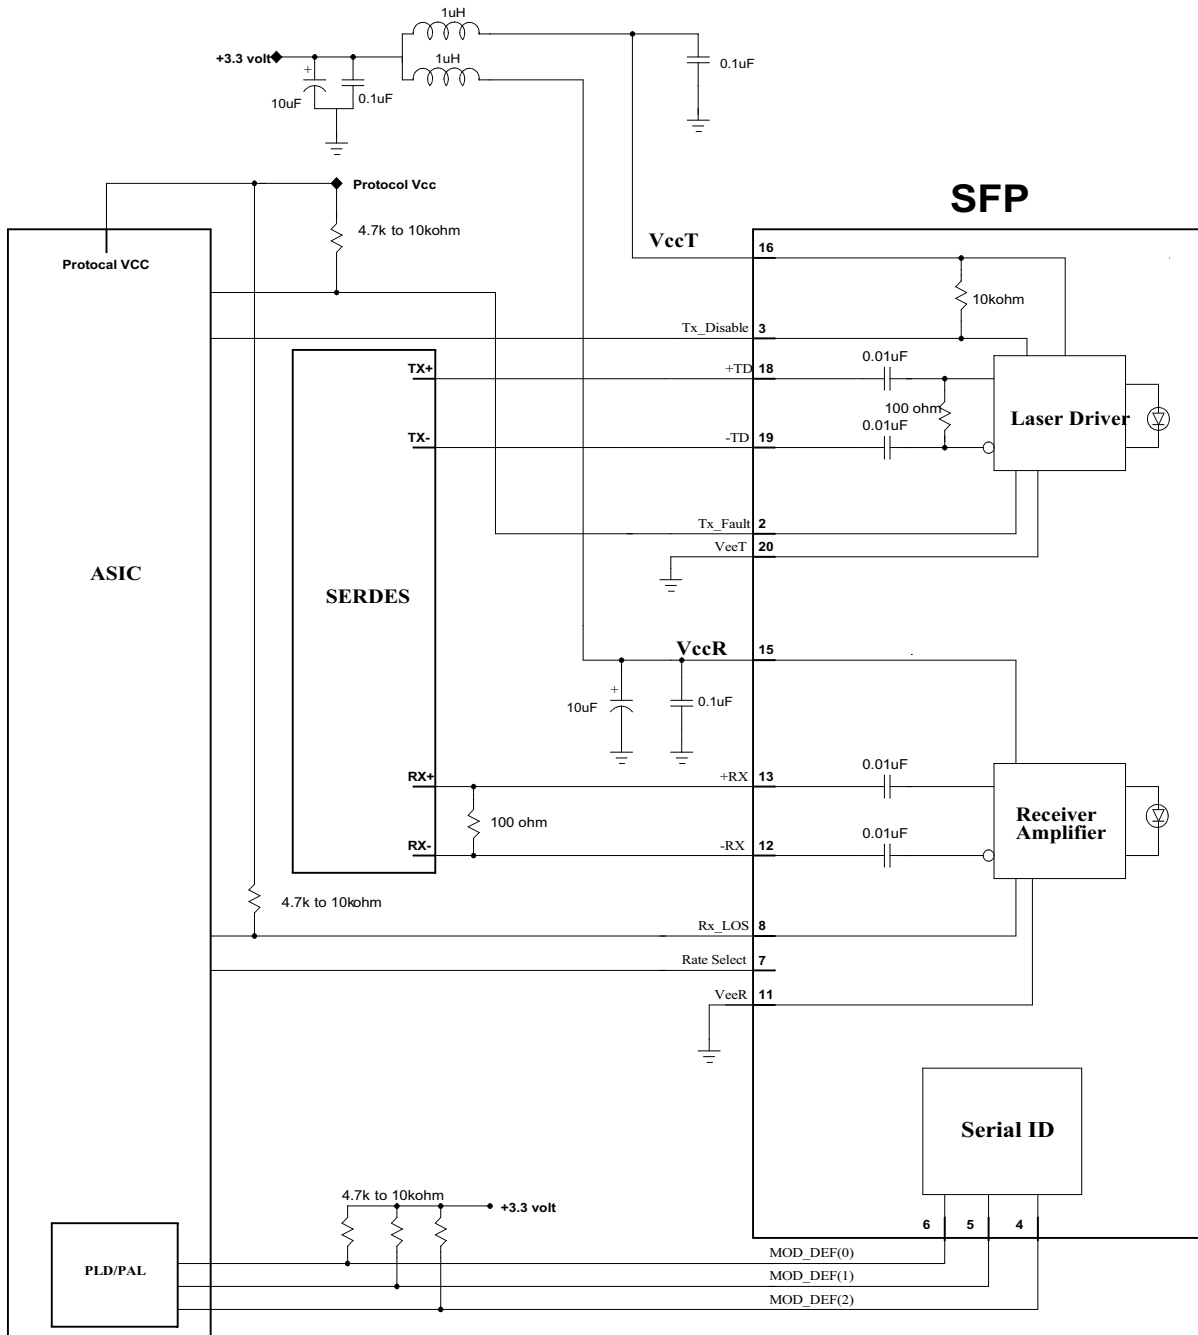 1uH
+3.3 volt
1uH
0.1uF
+
10uF
0.1uF
Protocol Vcc
SFP
4.7k to 10kohm
VccT
16
Protocal VCC
10kohm
Tx_Disable
3
0.01uF
TX+
+TD
18
100 ohm
Laser Driver
0.01uF
TX-
-TD
19
Tx_Fault
2
VeeT
20
ASIC
SERDES
VccR
15
+
10uF
0.1uF
0.01uF
RX+
+RX
13
100 ohm
Receiver
Amplifier
0.01uF
RX-
-RX
12
4.7k to 10kohm
Rx_LOS
8
Rate Select
7
VeeR
11
Serial ID
4.7k to 10kohm
+3.3 volt
6
5
4
PLD/PAL
MOD_DEF(0)
MOD_DEF(1)
MOD_DEF(2)